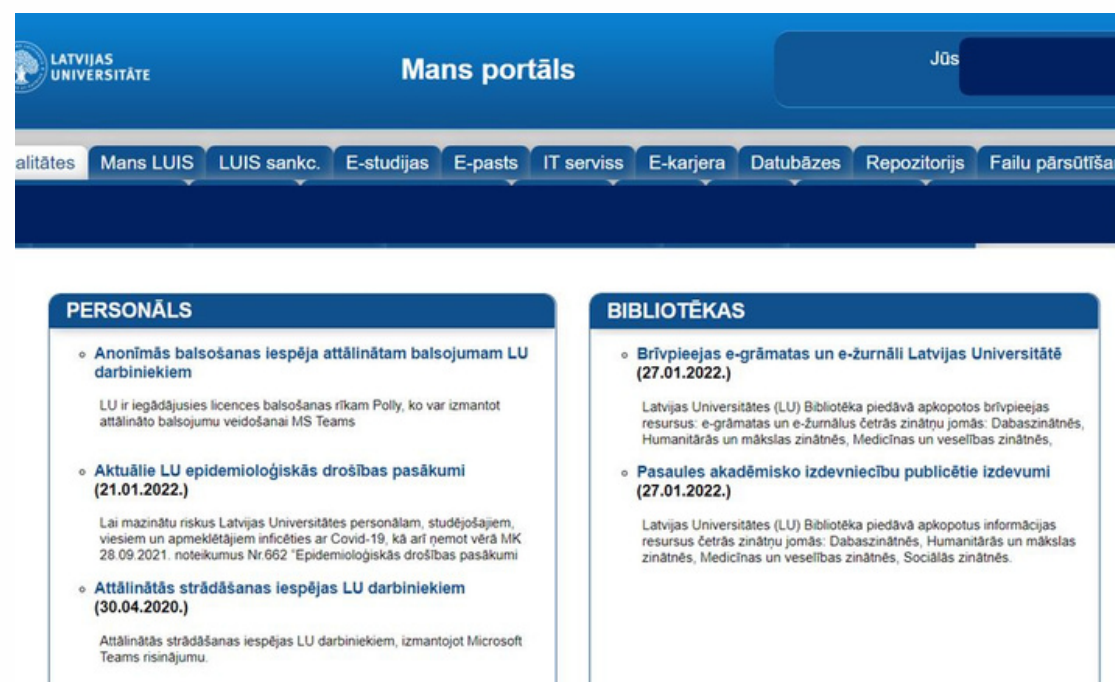 LATVIJAS
UNIVERSITĀTE
Mans portāls
Jūs
alitātes Mans LUIS LUIS sankc. E-studijas E-pasts IT serviss E-karjera Datubāzes Repozitorijs Failu pārsūtīša
PERSONĀLS
Anonīmās balsošanas iespēja attālinātam balsojumam LU
darbiniekiem
LU ir iegādājusies licences balsošanas rīkam Polly, ko var izmantot
attālināto balsojumu veidošanai MS Teams
Aktuālie LU epidemioloģiskās drošības pasākumi
(21.01.2022.)
Lai mazinātu riskus Latvijas Universitātes personālam, studējošajiem,
viesiem un apmeklētājiem inficēties ar Covid-19, kā arī ņemot vērā MK
28.09.2021. noteikumus Nr.662 "Epidemioloģiskās drošības pasākumi
Attālinātās strādāšanas iespējas LU darbiniekiem
(30.04.2020.)
Attālinātās strādāšanas iespējas LU darbiniekiem, izmantojot Microsoft
Teams risinājumu.
BIBLIOTĒKAS
Brīvpieejas e-grāmatas un e-žurnāli Latvijas Universitātē
(27.01.2022.)
Latvijas Universitātes (LU) Bibliotēka piedāvā apkopotos brīvpieejas
resursus: e-grāmatas un e-žurnālus četrās zinātņu jomās: Dabaszinātnēs,
Humanitārās un mākslas zinātnēs, Medicīnas un veselības zinātnēs,
Pasaules akadēmisko izdevniecību publicētie izdevumi
(27.01.2022.)
Latvijas Universitātes (LU) Bibliotēka piedāvā apkopotus informācijas
resursus četrās zinātņu jomās: Dabaszinātnēs, Humanitārās un mākslas
zinātnēs, Medicīnas un veselības zinātnēs, Sociālās zinātnēs.